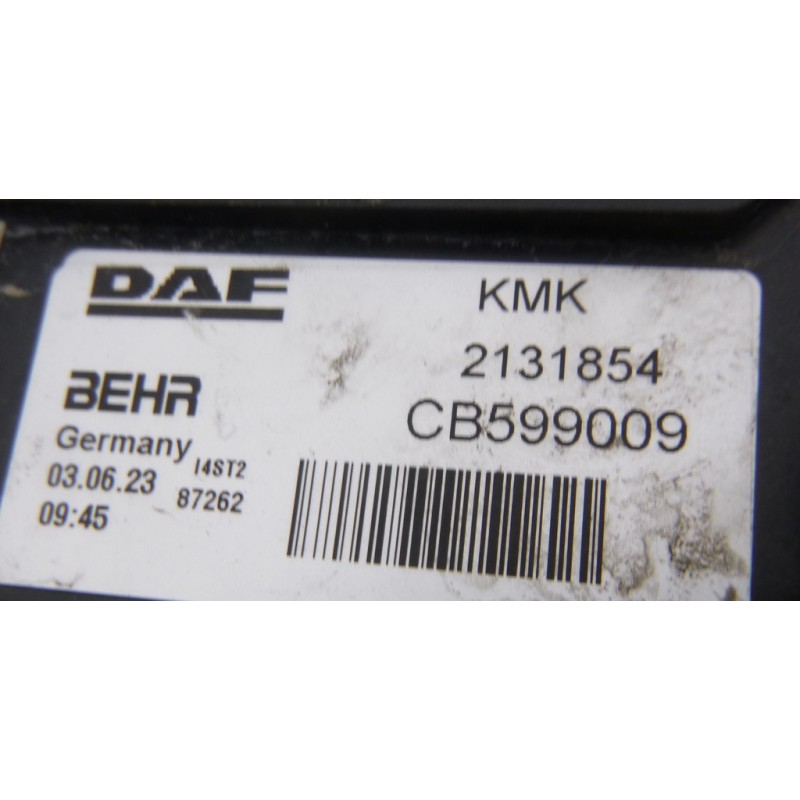 DAF
KMK
2131854
BEHR
CB599009
Germany
I4ST2
03.06.23
87262
09:45